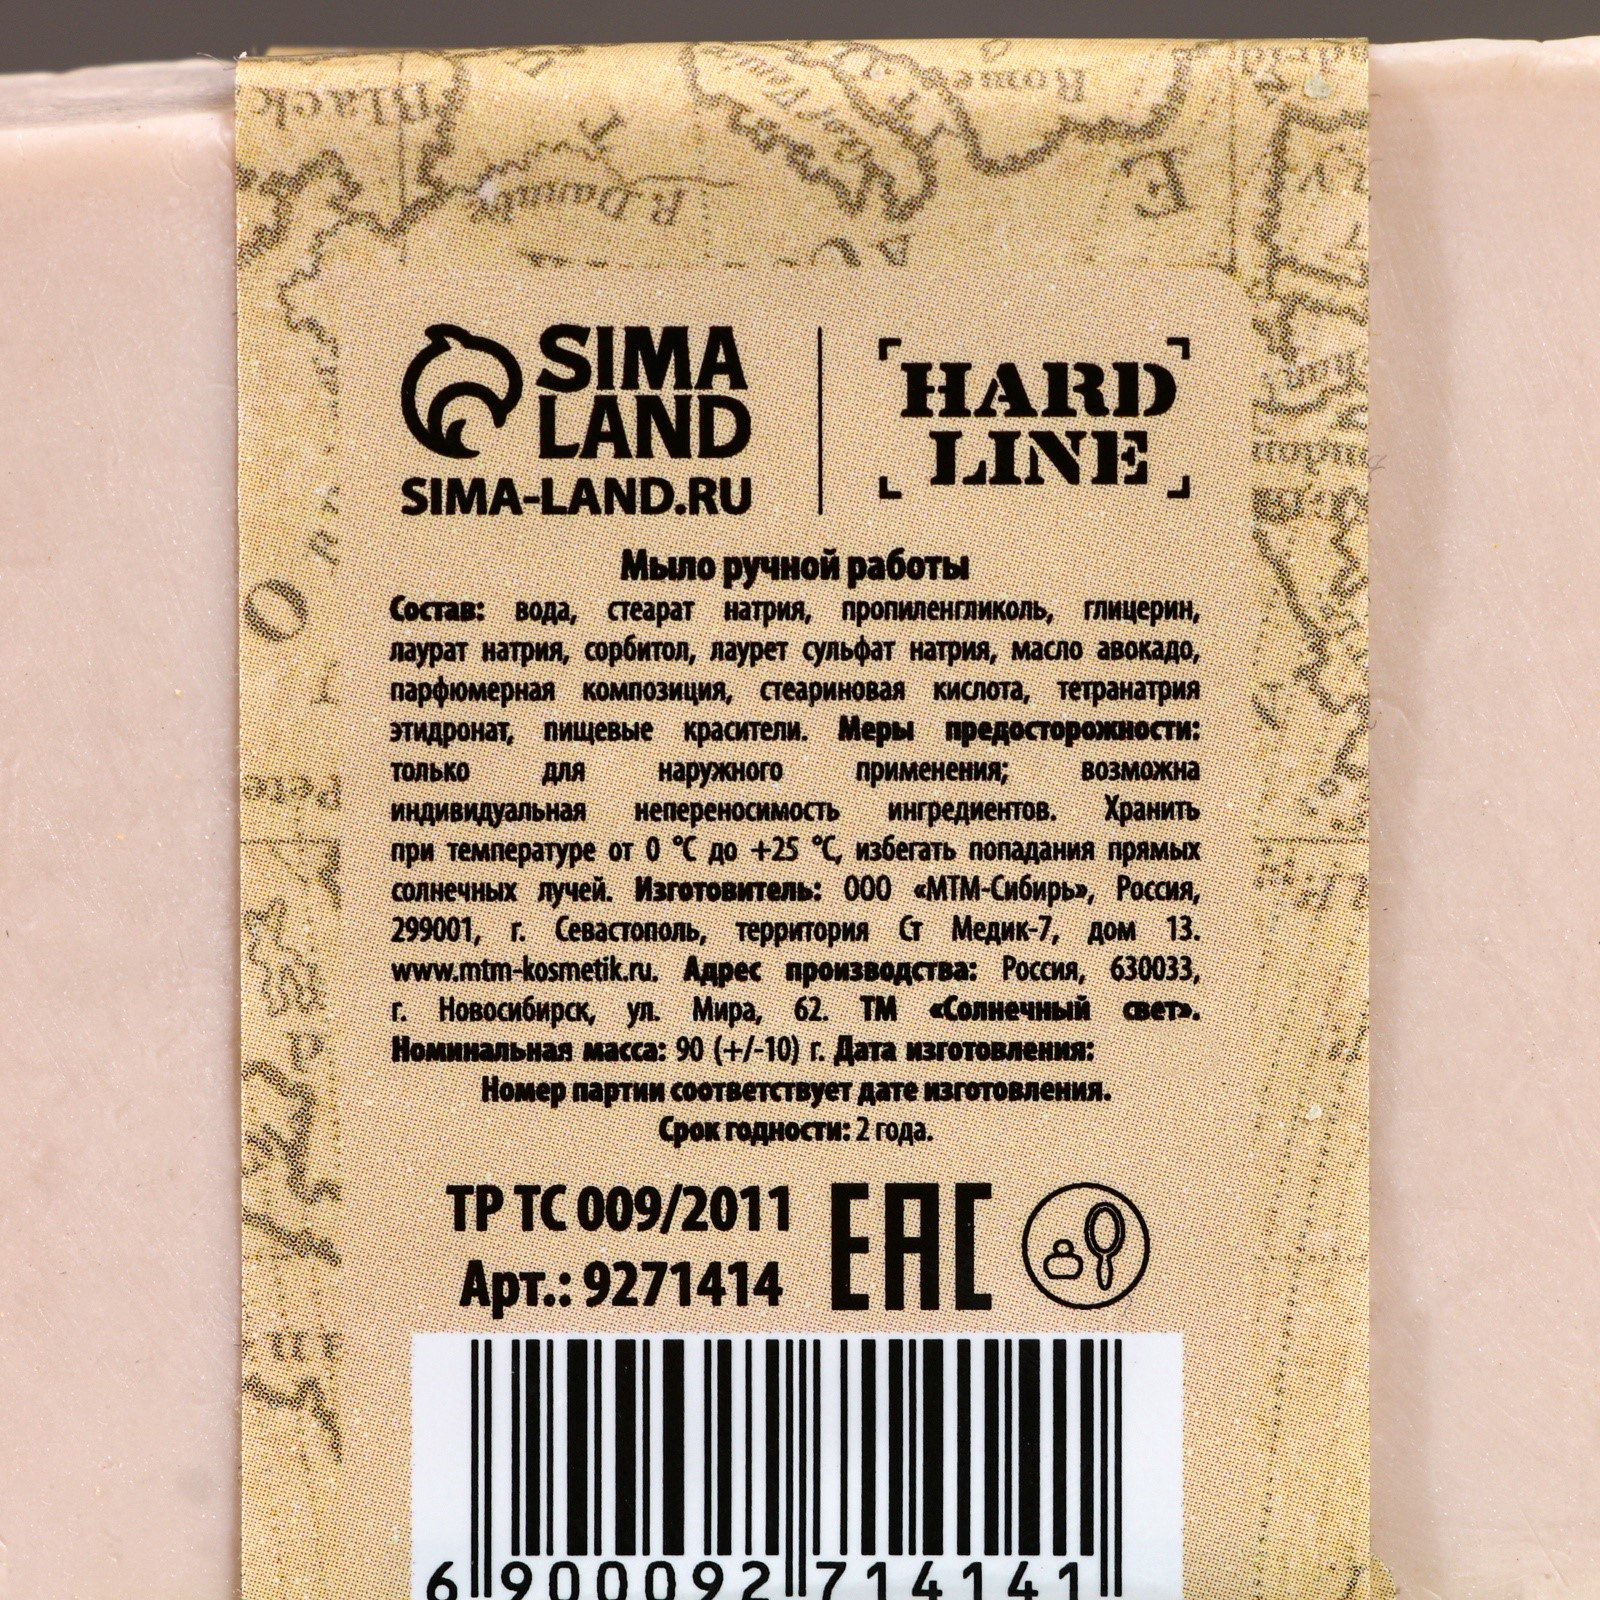 Black
R. Danub
Rome
E
SIMA
LAND
SIMA-LAND.RU
HARD
LINE
Мыло ручной работы
Состав: вода, стеарат натрия, пропиленгликоль, глицерин,
лаурат натрия, сорбитол, лаурет сульфат натрия, масло авокадо,
парфюмерная композиция, стеариновая кислота, тетранатрия
этидронат, пищевые красители. Меры предосторожности:
только для наружного применения; возможна
индивидуальная непереносимость ингредиентов. Хранить
при температуре от 0 °С до +25 °С, избегать попадания прямых
солнечных лучей. Изготовитель: ООО «МТМ-Сибирь», Россия,
299001, г. Севастополь, территория Ст Медик-7, дом 13.
www.mtm-kosmetik.ru. Адрес производства: Россия, 630033,
г. Новосибирск, ул. Мира, 62. ТМ «Солнечный свет».
Номинальная масса: 90 (+/-10) г. Дата изготовления:
Номер партии соответствует дате изготовления.
Срок годности: 2 года.
ТР ТС 009/2011
Арт.: 9271414
ЕАС
6 900092 714141